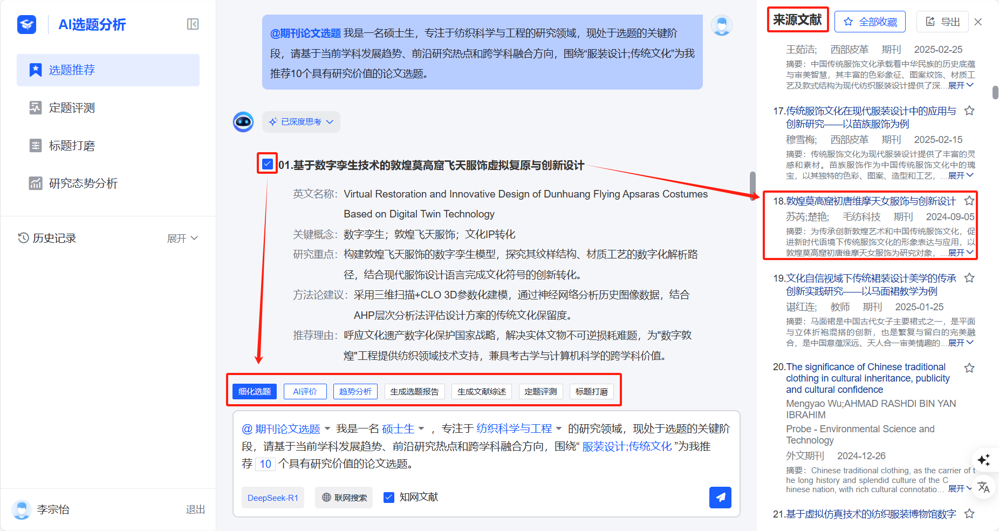 AI选题分析
选题推荐
定题评测
标题打磨
研究态势分析
历史记录
展开
李宗怡
退出
@期刊论文选题 我是一名硕士生，专注于纺织科学与工程的研究领域，现处于选题的关键阶
段，请基于当前学科发展趋势、前沿研究热点和跨学科融合方向，围绕“服装设计;传统文化”为我
推荐10个具有研究价值的论文选题。
已深度思考
01.基于数字孪生技术的敦煌莫高窟飞天服饰虚拟复原与创新设计
英文名称：Virtual Restoration and Innovative Design of Dunhuang Flying Apsaras Costumes
Based on Digital Twin Technology
关键概念：数字孪生；敦煌飞天服饰；文化IP转化
研究重点：构建敦煌飞天服饰的数字孪生模型，探究其纹样结构、材质工艺的数字化解析路
径，结合现代服饰设计语言完成文化符号的创新转化。
方法论建议：采用三维扫描+CLO 3D参数化建模，通过神经网络分析历史图像数据，结合
AHP层次分析法评估设计方案的传统文化保留度。
推荐理由：呼应文化遗产数字化保护国家战略，解决实体文物不可逆损耗难题，为"数字敦
煌"工程提供纺织领域技术支持，兼具考古学与计算机科学的跨学科价值。
细化选题 AI评价 趋势分析 生成选题报告 生成文献综述 定题评测 标题打磨
@ 期刊论文选题 我是一名 硕士生 ，专注于 纺织科学与工程 的研究领域，现处于选题的关键阶
段，请基于当前学科发展趋势、前沿研究热点和跨学科融合方向，围绕“ 服装设计;传统文化 ”为我推
荐 10 个具有研究价值的论文选题。
DeepSeek-R1 联网搜索 知网文献
来源文献 全部收藏 导出
王茹洁; 西部皮革 期刊 2025-02-25
摘要：中国传统服饰文化承载着中华民族的历史底蕴
与审美智慧，其丰富的色彩象征、图案纹饰、材质工
艺及款式结构为现代纺织服装设计提供了深...展开
17.传统服饰文化在现代服装设计中的应用与
创新研究——以苗族服饰为例
穆雪梅; 西部皮革 期刊 2025-02-15
摘要：传统服饰文化为现代服装设计提供了丰富的灵
感和素材。苗族服饰作为中国传统服饰文化中的瑰
宝，以其独特的色彩、图案、造型和工艺，...展开
18.敦煌莫高窟初唐维摩天女服饰与创新设计
苏芮;楚艳; 毛纺科技 期刊 2024-09-05
摘要：为传承创新敦煌艺术和中国传统服饰文化，促
进新时代语境下传统服饰文化的形象表达与应用，以
敦煌莫高窟初唐维摩天女服饰为研究对象，...展开
19.文化自信视域下传统裙装设计美学的传承
创新实践研究——以马面裙教学为例
谌红连; 教师 期刊 2025-01-25
摘要：马面裙是中国古代女子主要裙式之一，是平面
与立体折袍混搭的创新，也是繁复与留白的完美融
合，是中国意蕴深远、天人合一审美情趣的...展开
20.The significance of Chinese traditional
clothing in cultural inheritance, publicity
and cultural confidence
Mengyao Wu;AHMAD RASHDI BIN YAN
IBRAHIM
Probe - Environmental Science and
Technology
外文期刊 2024-12-26
摘要：Chinese traditional clothing, as the carrier of t
he long history and splendid culture of the C
hinese nation, with rich cultural connotatio...展开
21.基于虚拟仿真技术的纺织服装博物馆数字